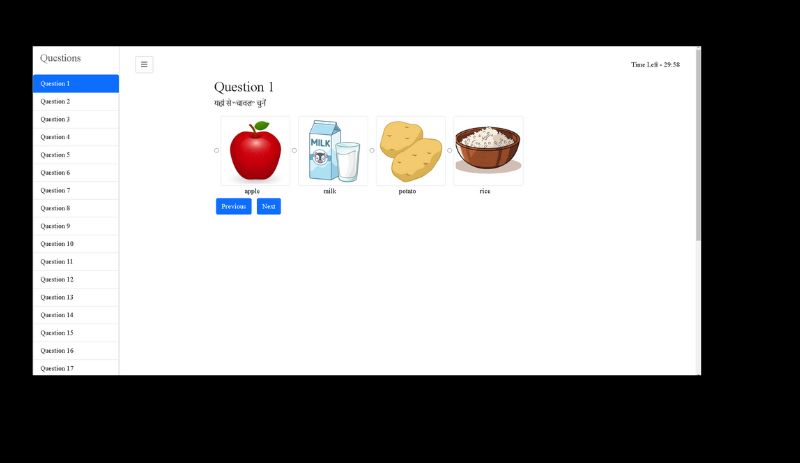 Questions
Question 1
Question 2
Question 3
Question 4
Question 5
Question 6
Question 7
Question 8
Question 9
Question 10
Question 11
Question 12
Question 13
Question 14
Question 15
Question 16
Question 17
Time Left - 29:58
Question 1
यहां से "चावल" चुनें
MILK
apple
milk
potato
rice
Previous
Next